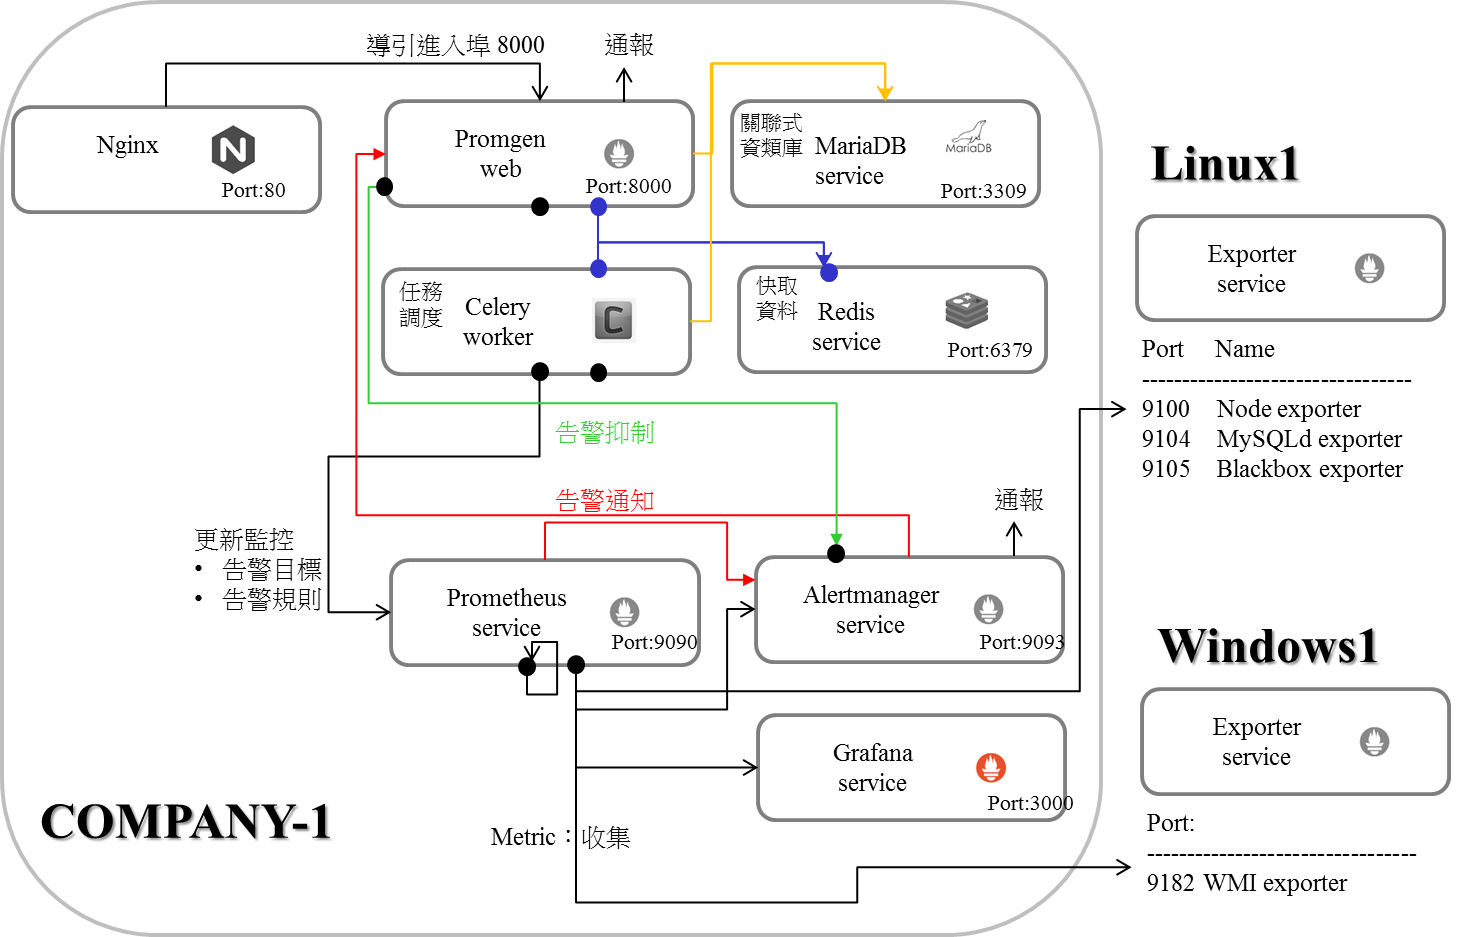 導引進入埠 8000
通報
Nginx
Port:80
Promgen
web
Port:8000
關聯式
資類庫
MariaDB
service
MariaDB
Port:3309
Linux1
Exporter
service
Port Name
---------------------------------
9100 Node exporter
9104 MySQLd exporter
9105 Blackbox exporter
任務
調度
Celery
worker
C
快取
資料
Redis
service
Port:6379
告警抑制
告警通知
通報
更新監控
• 告警目標
• 告警規則
Prometheus
service
Port:9090
Alertmanager
service
Port:9093
Windows1
Exporter
service
Port:
---------------------------------
9182 WMI exporter
Grafana
service
Port:3000
COMPANY-1
Metric：收集